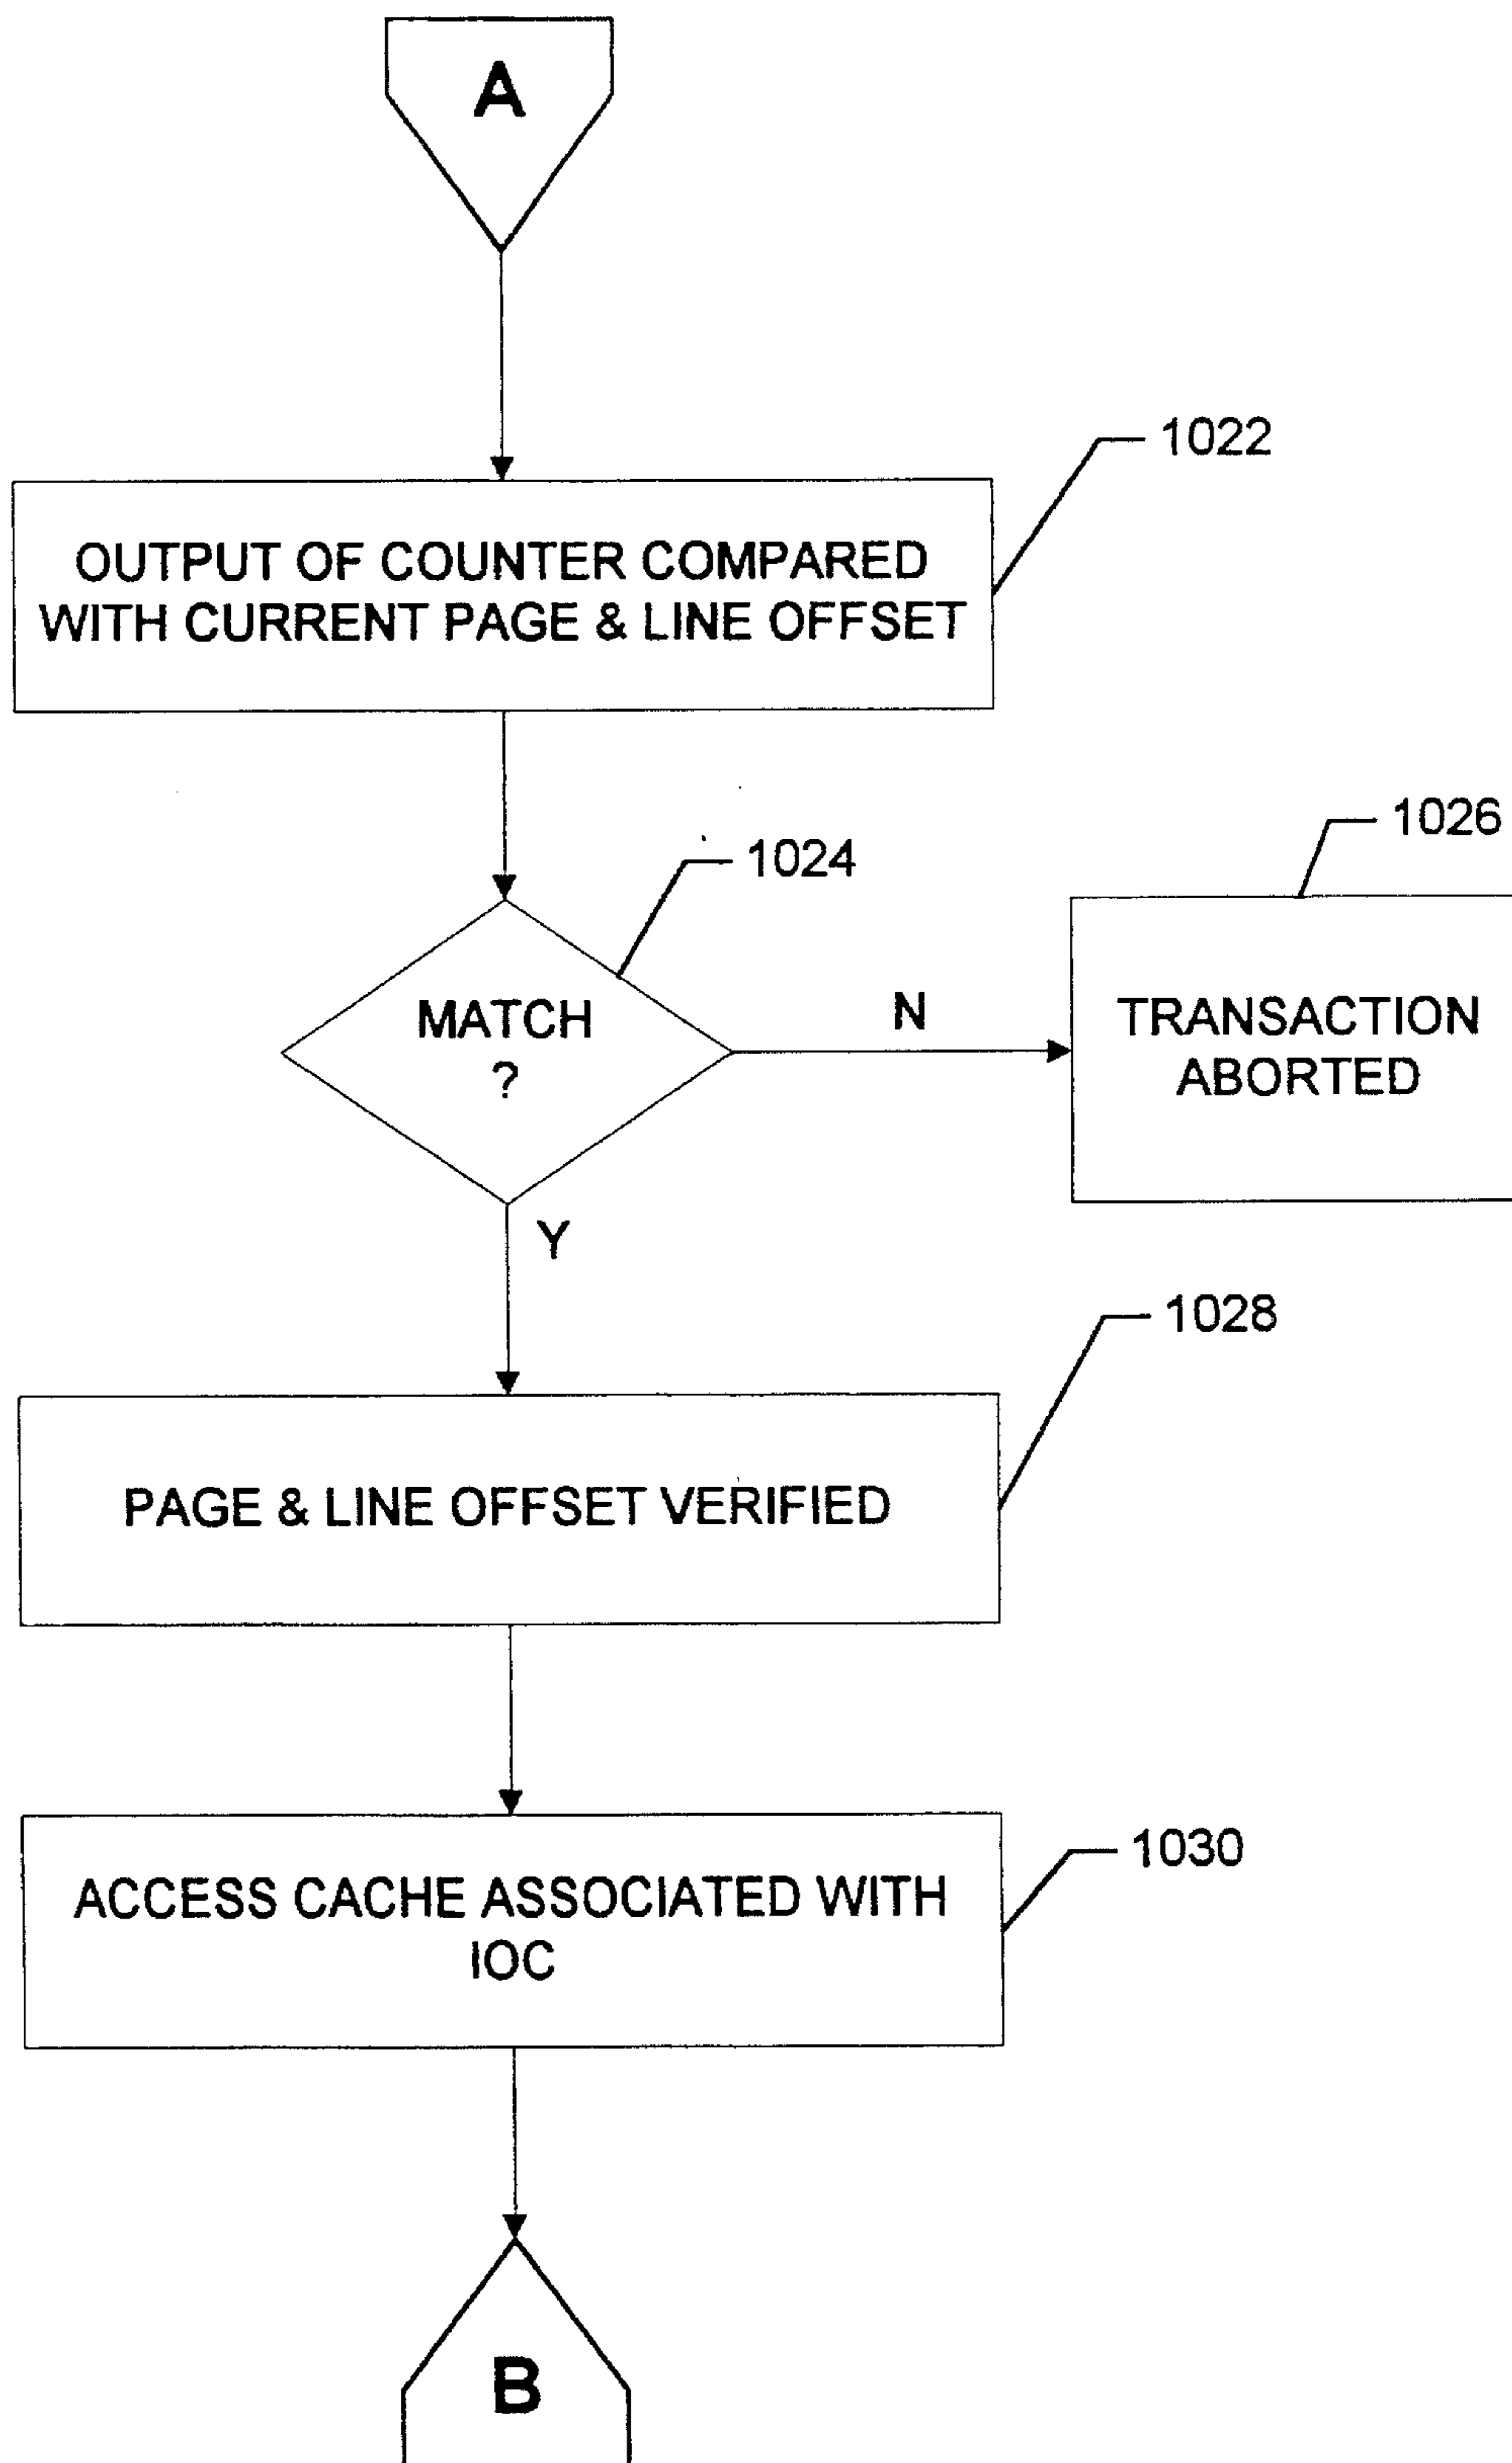 A
1022
OUTPUT OF COUNTER COMPARED
WITH CURRENT PAGE & LINE OFFSET
1024
MATCH
?
N
1026
TRANSACTION
ABORTED
Y
1028
PAGE & LINE OFFSET VERIFIED
1030
ACCESS CACHE ASSOCIATED WITH
IOC
B